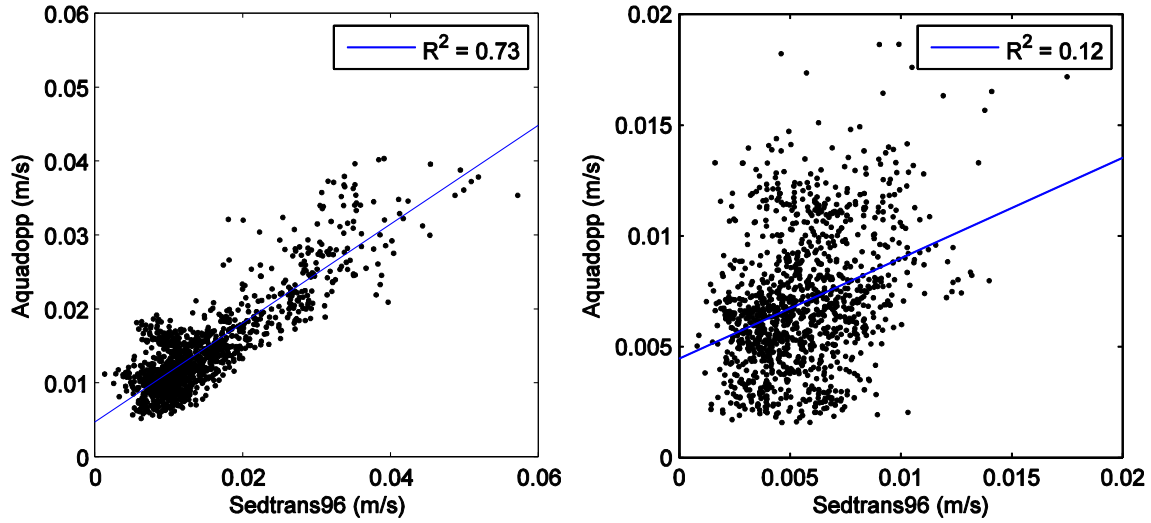 R² = 0.73
0.06
0.05
0.04
0.03
0.02
0.01
0
Aquadopp (m/s)
0 0.02 0.04 0.06
Sedtrans96 (m/s)
R² = 0.12
0.02
0.015
0.01
0.005
0
Aquadopp (m/s)
0 0.005 0.01 0.015 0.02
Sedtrans96 (m/s)